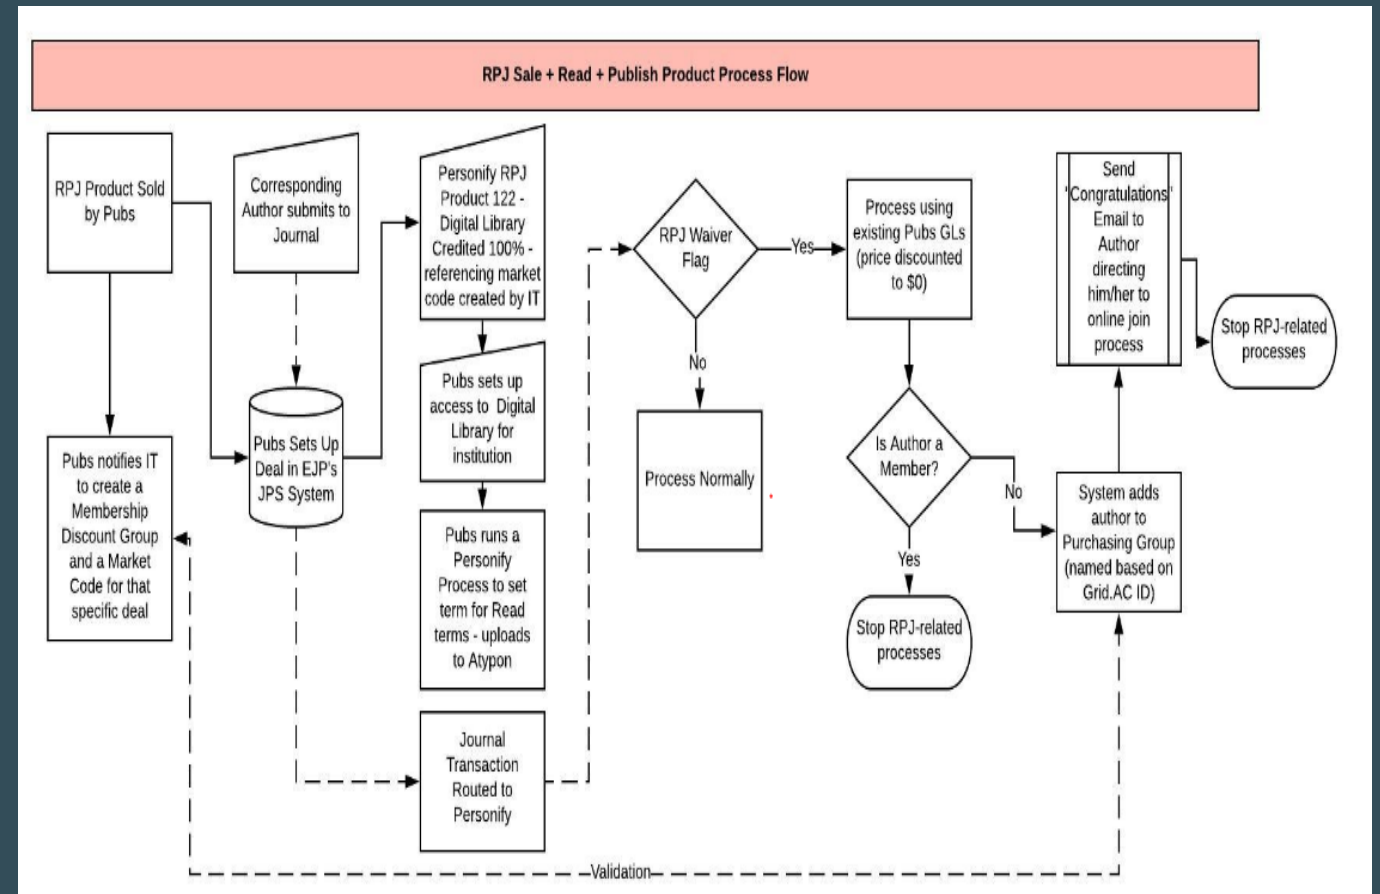 RPJ Sale + Read + Publish Product Process Flow
RPJ Product Sold
by Pubs
Corresponding
Author submits to
Journal
Personify RPJ
Product 122 -
Digital Library
Credited 100% -
referencing market
code created by IT
RPJ Waiver
Flag
Yes
Process using
existing Pubs GLs
(price discounted
to $0)
Send
'Congratulations'
Email to
Author
directing
him/her to
online join
process
Stop RPJ-related
processes
No
Pubs sets up
access to Digital
Library for
institution
Pubs notifies IT
to create a
Membership
Discount Group
and a Market
Code for that
specific deal
Pubs Sets Up
Deal in EJP's
JPS System
Process Normally
Is Author a
Member?
No
System adds
author to
Purchasing Group
(named based on
Grid.AC ID)
Pubs runs a
Personify
Process to set
term for Read
terms - uploads
to Atypon
Yes
Stop RPJ-related
processes
Journal
Transaction
Routed to
Personify
Validation